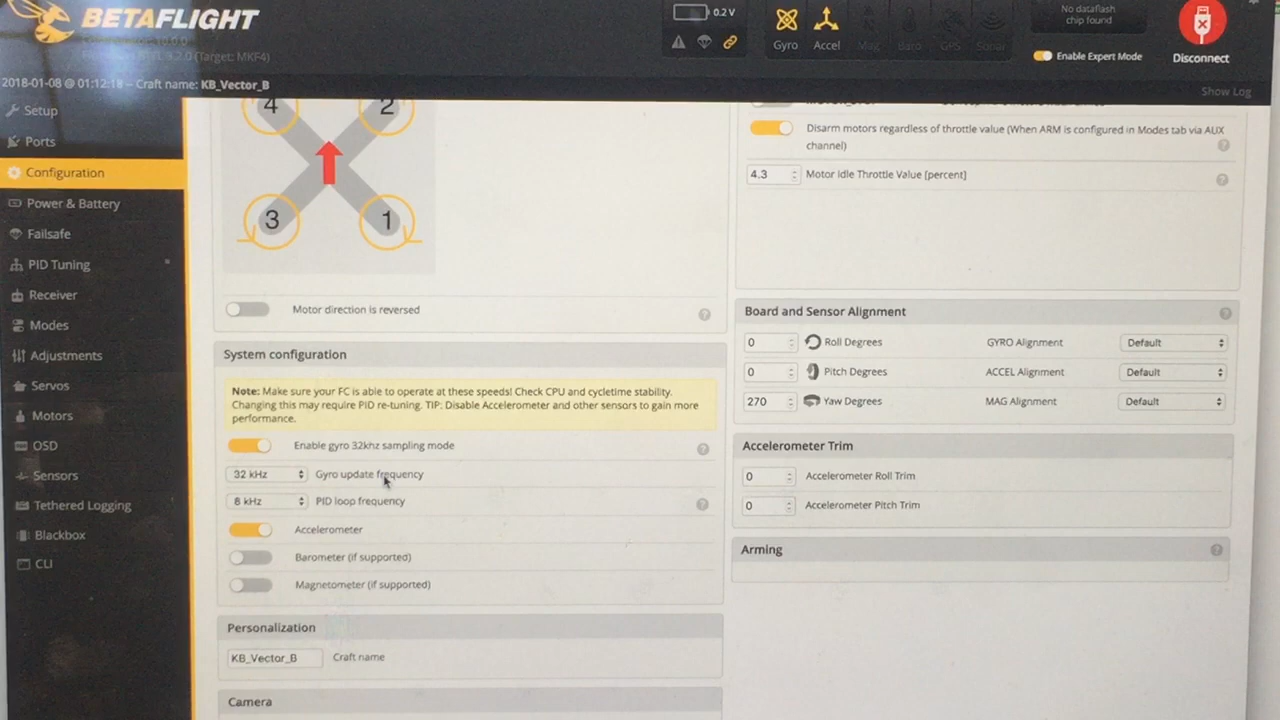 BETAFLIGHT
0.2 V
Gyro
Accel
Mag
Baro
GPS
Sonar
No dataflash
chip found
Enable Expert Mode
Disconnect
(Target: MKF4)
2018-01-08 @ 01:12:18 -- Craft name: KB_Vector_B
Show Log
Setup
Ports
Configuration
Power & Battery
Failsafe
PID Tuning
Receiver
Modes
Adjustments
Servos
Motors
OSD
Sensors
Tethered Logging
Blackbox
CLI
4
2
3
1
Motor direction is reversed
System configuration
Note: Make sure your FC is able to operate at these speeds! Check CPU and cycletime stability.
Changing this may require PID re-tuning. TIP: Disable Accelerometer and other sensors to gain more
performance.
Enable gyro 32khz sampling mode
32 kHz Gyro update frequency
8 kHz PID loop frequency
Accelerometer
Barometer (if supported)
Magnetometer (if supported)
Personalization
KB_Vector_B Craft name
Camera
Disarm motors regardless of throttle value (When ARM is configured in Modes tab via AUX
channel)
4.3 Motor Idle Throttle Value [percent]
Board and Sensor Alignment
0 Roll Degrees GYRO Alignment Default
0 Pitch Degrees ACCEL Alignment Default
270 Yaw Degrees MAG Alignment Default
Accelerometer Trim
0 Accelerometer Roll Trim
0 Accelerometer Pitch Trim
Arming